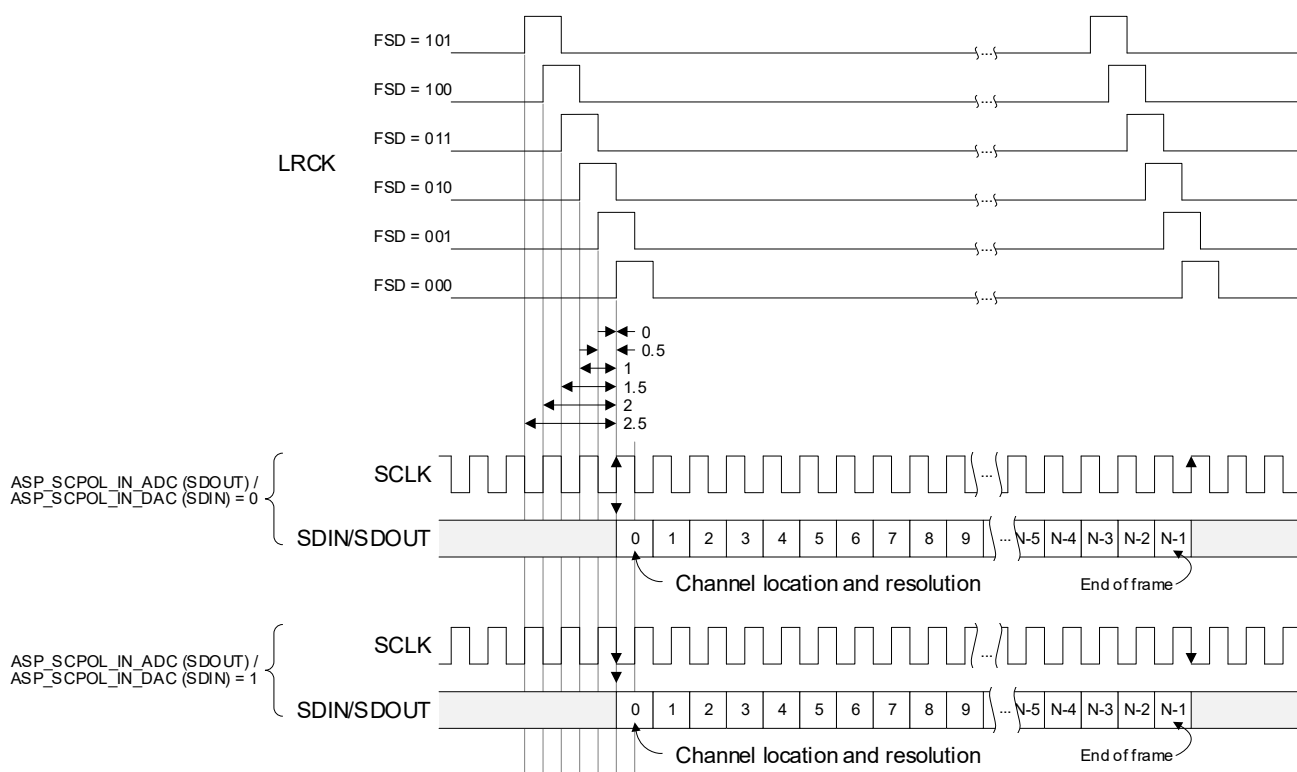 FSD = 101
...
FSD = 100
...
FSD = 011
...
LRCK
FSD = 010
...
FSD = 001
...
FSD = 000
...
0
0.5
1
1.5
2
2.5
ASP_SCPOL_IN_ADC (SDOUT) /
ASP_SCPOL_IN_DAC (SDIN) = 0
SCLK
...
SDIN/SDOUT
0 1 2 3 4 5 6 7 8 9 ... N-5 N-4 N-3 N-2 N-1
Channel location and resolution
End of frame
ASP_SCPOL_IN_ADC (SDOUT) /
ASP_SCPOL_IN_DAC (SDIN) = 1
SCLK
...
SDIN/SDOUT
0 1 2 3 4 5 6 7 8 9 ... N-5 N-4 N-3 N-2 N-1
Channel location and resolution
End of frame